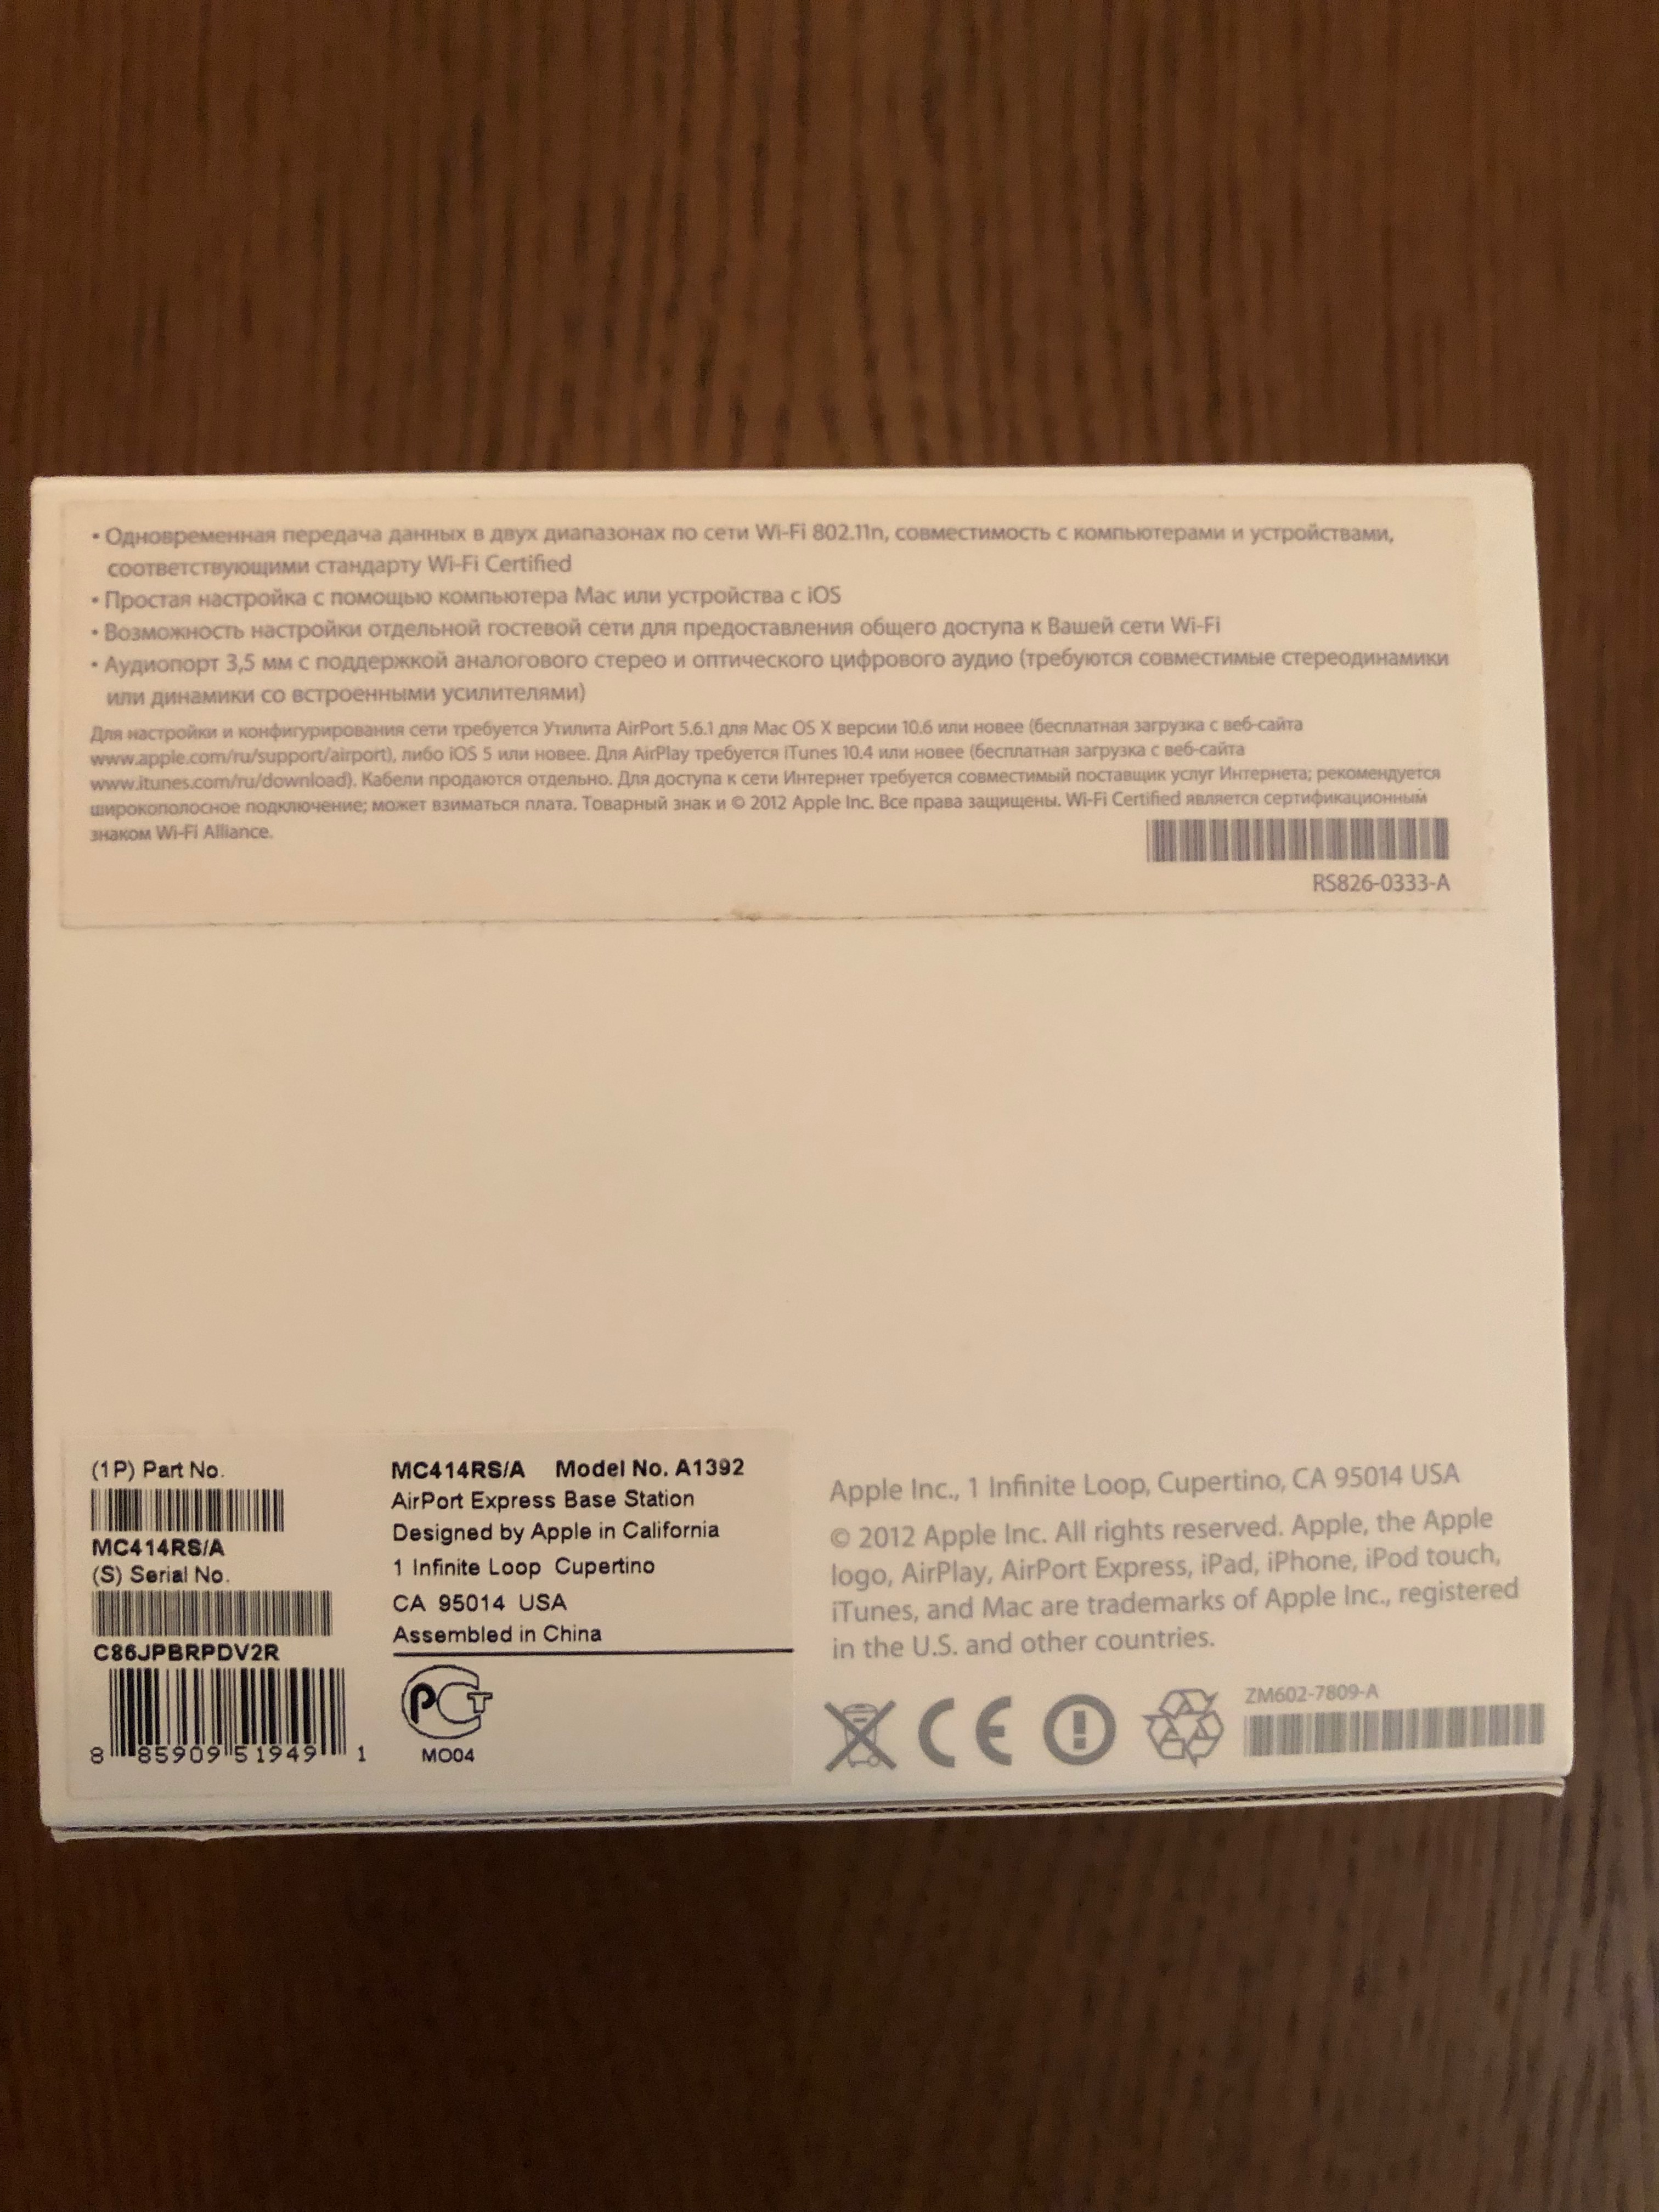 • Одновременная передача данных в двух диапазонах по сети Wi-Fi 802.11n, совместимость с компьютерами и устройствами,
соответствующими стандарту Wi-Fi Certified
• Простая настройка с помощью компьютера Mac или устройства с iOS
• Возможность настройки отдельной гостевой сети для предоставления общего доступа к Вашей сети Wi-Fi
• Аудиопорт 3,5 мм с поддержкой аналогового стерео и оптического цифрового аудио (требуются совместимые стереодинамики
или динамики со встроенными усилителями)
Для настройки и конфигурирования сети требуется Утилита AirPort 5.6.1 для Mac OS X версии 10.6 или новее (бесплатная загрузка с веб-сайта
www.apple.com/ru/support/airport), либо iOS 5 или новее. Для AirPlay требуется iTunes 10.4 или новее (бесплатная загрузка с веб-сайта
www.itunes.com/ru/download). Кабели продаются отдельно. Для доступа к сети Интернет требуется совместимый поставщик услуг Интернета; рекомендуется
широкополосное подключение; может взиматься плата. Товарный знак и © 2012 Apple Inc. Все права защищены. Wi-Fi Certified является сертификационным
знаком Wi-Fi Alliance.
RS826-0333-A
(1P) Part No.
MC414RS/A
(S) Serial No.
C86JPBRPDV2R
8 85909 51949 1
MC414RS/A Model No. A1392
AirPort Express Base Station
Designed by Apple in California
1 Infinite Loop Cupertino
CA 95014 USA
Assembled in China
РСТ
МО04
Apple Inc., 1 Infinite Loop, Cupertino, CA 95014 USA
© 2012 Apple Inc. All rights reserved. Apple, the Apple
logo, AirPlay, AirPort Express, iPad, iPhone, iPod touch,
iTunes, and Mac are trademarks of Apple Inc., registered
in the U.S. and other countries.
CE
ZM602-7809-A